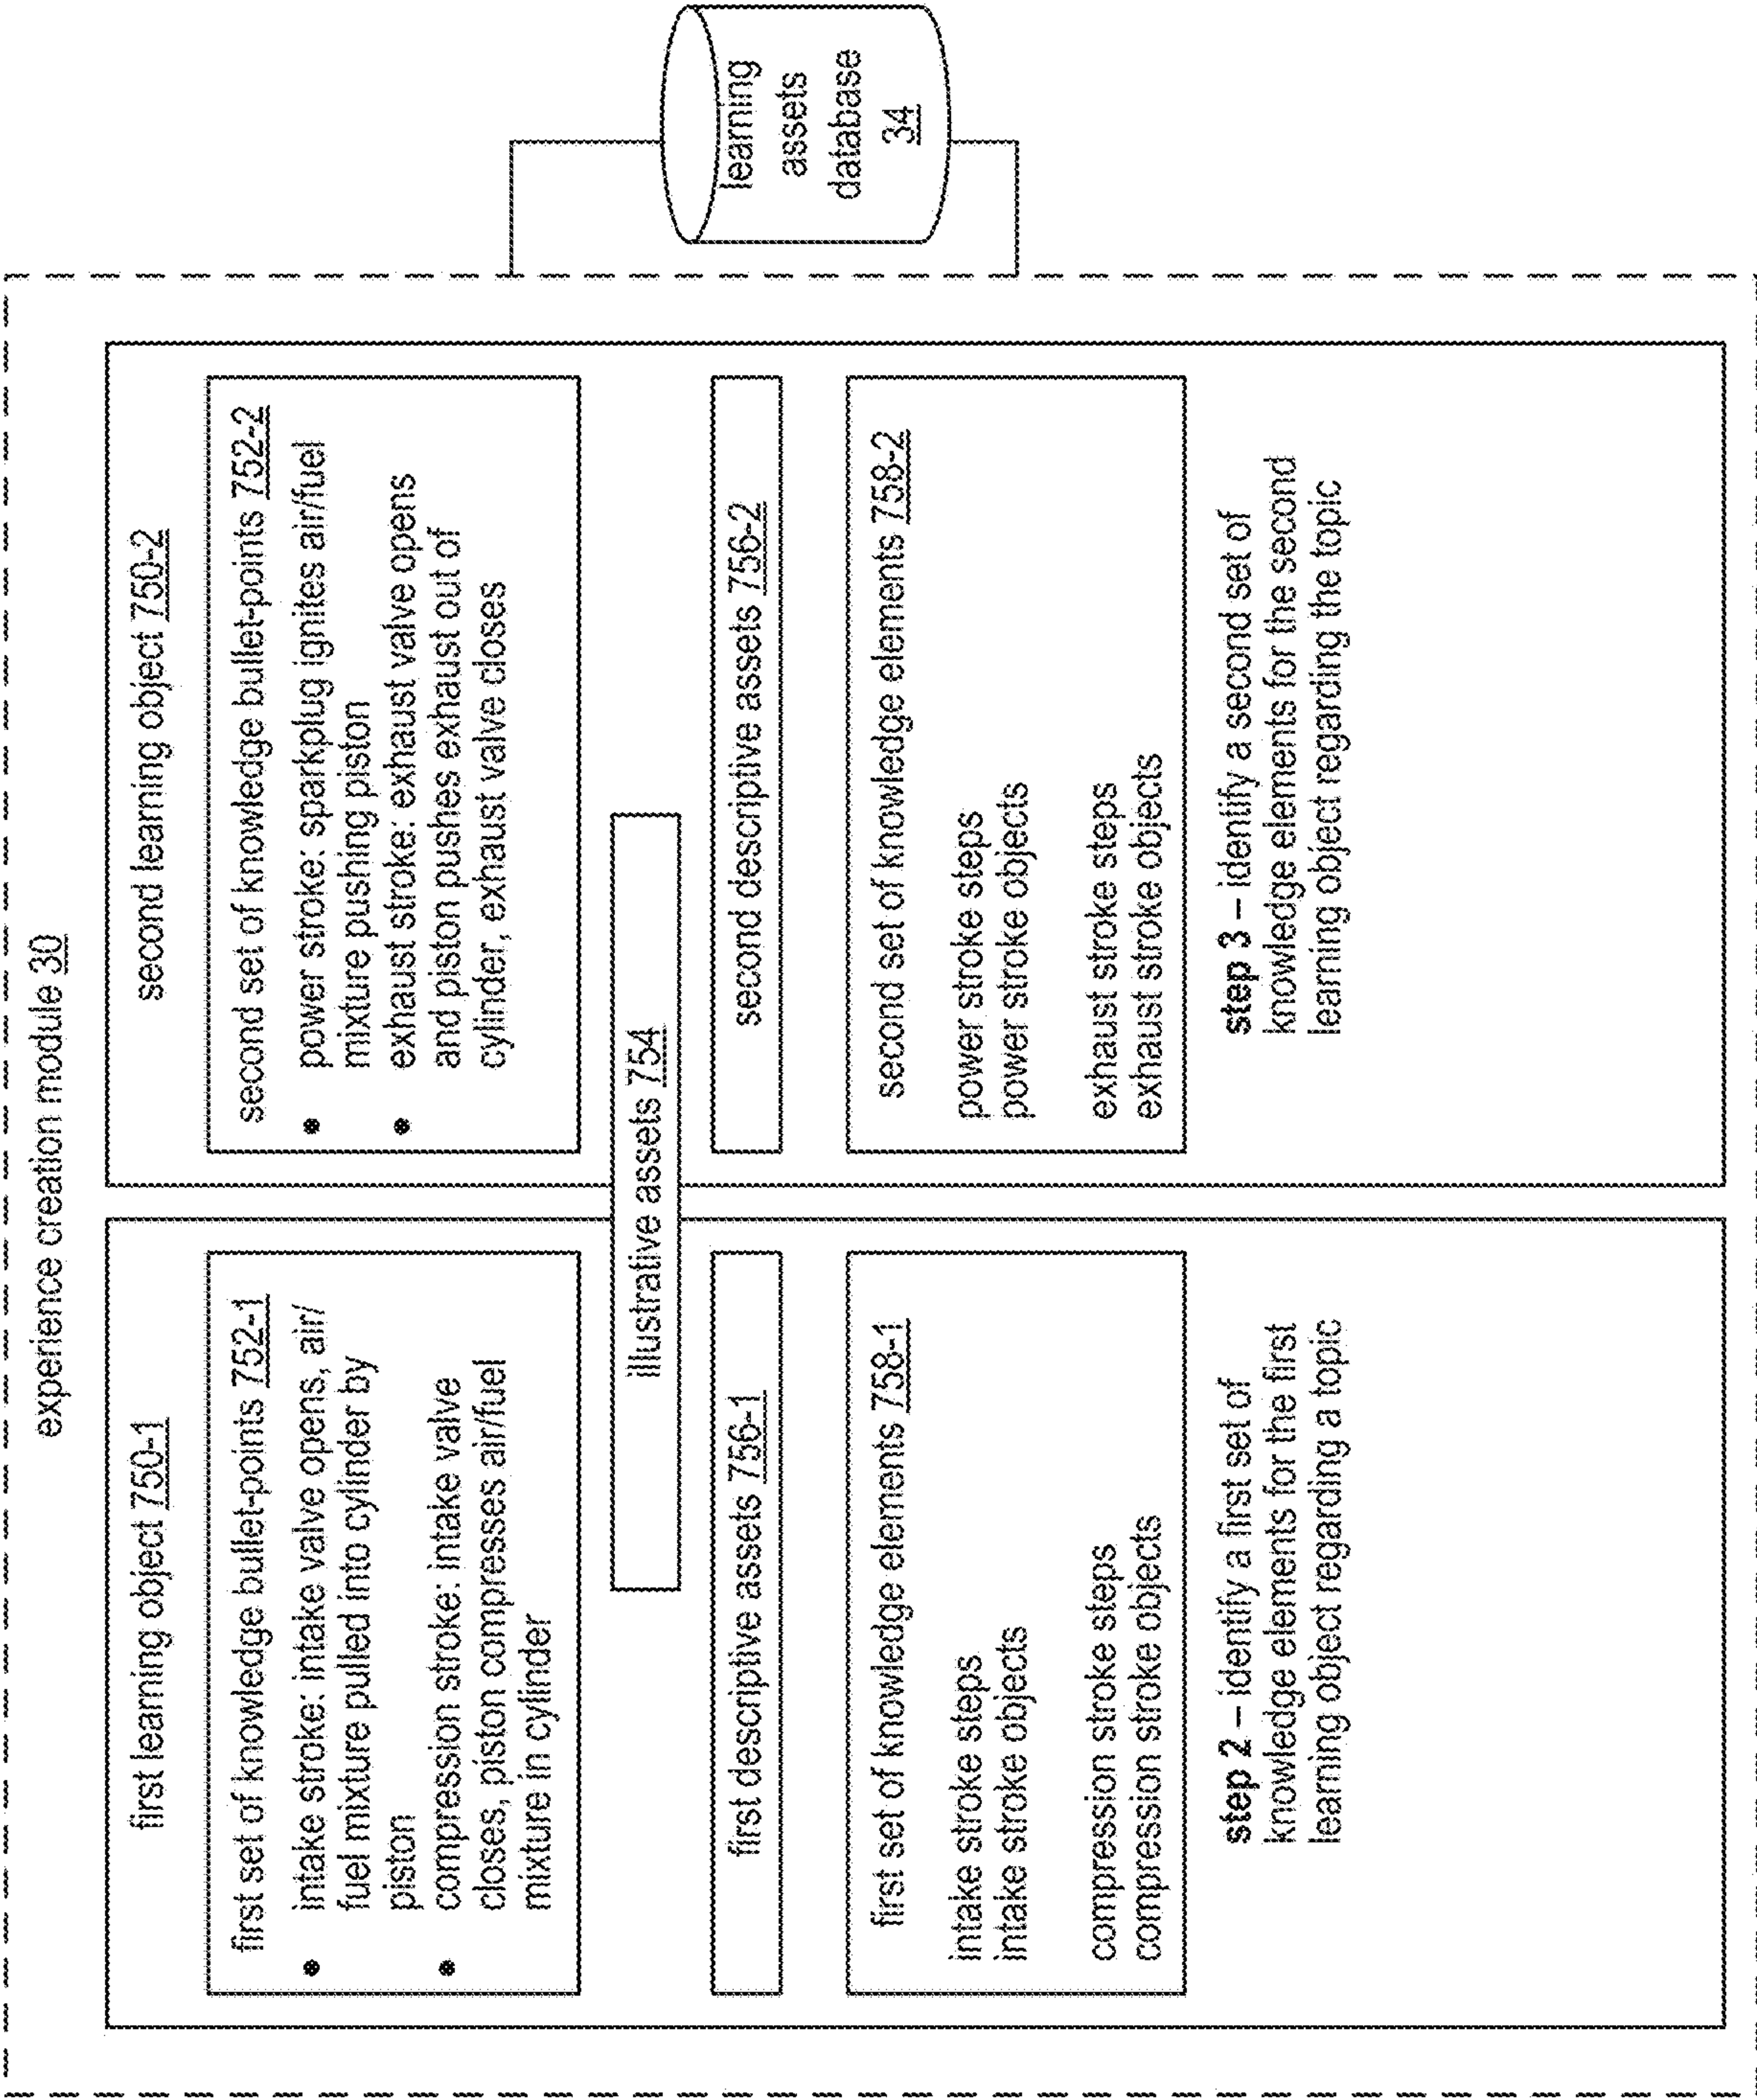 experience creation module 30
first learning object 750-1
first set of knowledge bullet-points 752-1
• intake stroke: intake valve opens, air/
fuel mixture pulled into cylinder by
piston
• compression stroke: intake valve
closes, piston compresses air/fuel
mixture in cylinder
illustrative assets 754
first descriptive assets 756-1
first set of knowledge elements 758-1
intake stroke steps
intake stroke objects
compression stroke steps
compression stroke objects
step 2 – identify a first set of
knowledge elements for the first
learning object regarding a topic
second learning object 750-2
second set of knowledge bullet-points 752-2
• power stroke: sparkplug ignites air/fuel
mixture pushing piston
• exhaust stroke: exhaust valve opens
and piston pushes exhaust out of
cylinder, exhaust valve closes
second descriptive assets 756-2
second set of knowledge elements 758-2
power stroke steps
power stroke objects
exhaust stroke steps
exhaust stroke objects
step 3 – identify a second set of
knowledge elements for the second
learning object regarding the topic
learning
assets
database
34